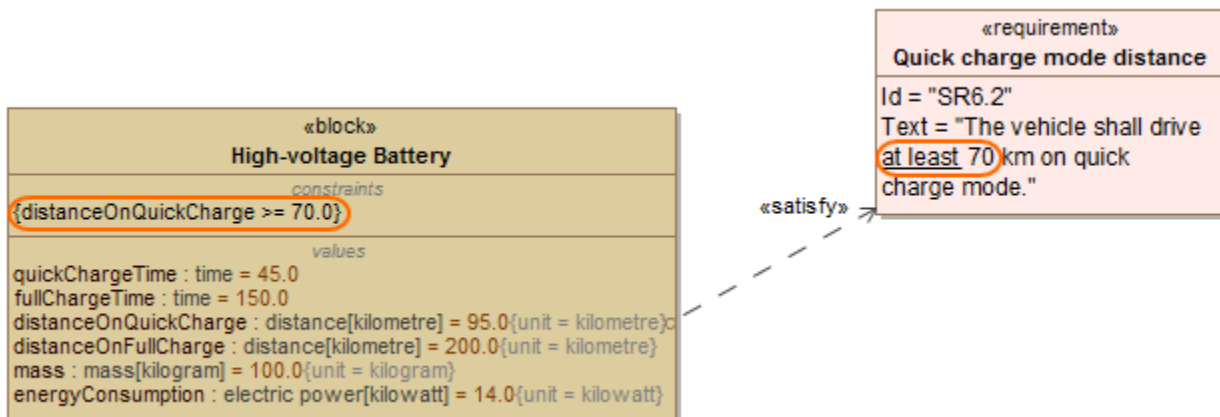 «requirement»
Quick charge mode distance
Id = "SR6.2"
Text = "The vehicle shall drive
at least 70 km on quick
charge mode."
«satisfy»
«block»
High-voltage Battery
constraints
{distanceOnQuickCharge >= 70.0}
values
quickChargeTime : time = 45.0
fullChargeTime : time = 150.0
distanceOnQuickCharge : distance[kilometre] = 95.0{unit = kilometre}
distanceOnFullCharge : distance[kilometre] = 200.0{unit = kilometre}
mass : mass[kilogram] = 100.0{unit = kilogram}
energyConsumption : electric power[kilowatt] = 14.0{unit = kilowatt}